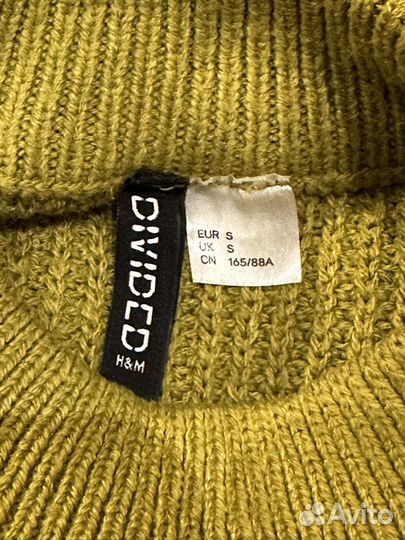 DIVIDED
H&M
EUR S
UK S
CN 165/88A
Avito